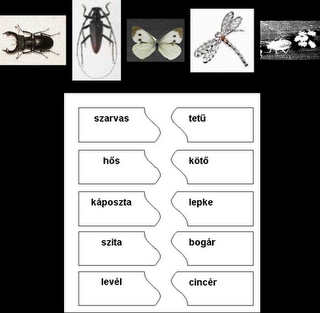 szarvas tetű
hős kötő
káposzta lepke
szita bogár
levél cincér